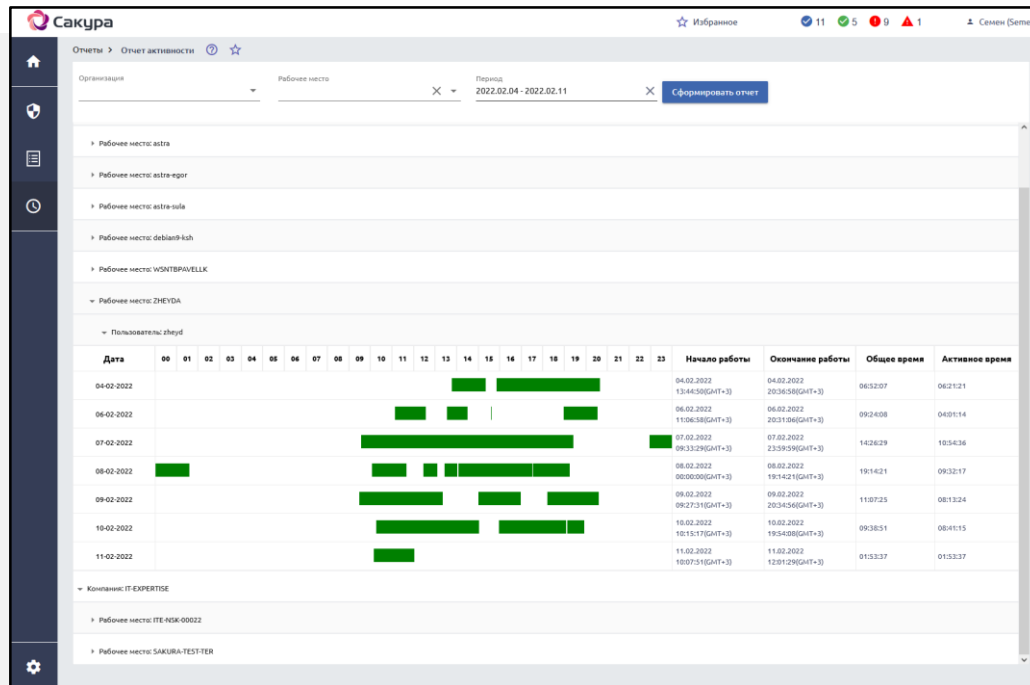 Сакура
Избранное 11 5 9 1 Семен (Seme
Отчеты > Отчет активности
Организация Рабочее место Период
2022.02.04 - 2022.02.11 Сформировать отчет
Рабочее место: astra
Рабочее место: astra-egor
Рабочее место: astra-sula
Рабочее место: debian9-ksh
Рабочее место: WSNTBPAVELLK
Рабочее место: ZHEYDA
Пользователь: zheyd
Дата 00 01 02 03 04 05 06 07 08 09 10 11 12 13 14 15 16 17 18 19 20 21 22 23 Начало работы Окончание работы Общее время Активное время
04-02-2022 04.02.2022 13:44:50(GMT+3) 04.02.2022 20:36:58(GMT+3) 06:52:07 06:21:21
06-02-2022 06.02.2022 11:06:58(GMT+3) 06.02.2022 20:31:06(GMT+3) 09:24:08 04:01:14
07-02-2022 07.02.2022 09:33:29(GMT+3) 07.02.2022 23:59:59(GMT+3) 14:26:29 10:54:36
08-02-2022 08.02.2022 00:00:00(GMT+3) 08.02.2022 19:14:21(GMT+3) 19:14:21 09:32:17
09-02-2022 09.02.2022 09:27:31(GMT+3) 09.02.2022 20:34:56(GMT+3) 11:07:25 08:13:24
10-02-2022 10.02.2022 10:15:17(GMT+3) 10.02.2022 19:54:08(GMT+3) 09:38:51 08:41:15
11-02-2022 11.02.2022 10:07:51(GMT+3) 11.02.2022 12:01:29(GMT+3) 01:53:37 01:53:37
Компания: IT-EXPERTISE
Рабочее место: ITE-NSK-00022
Рабочее место: SAKURA-TEST-TER